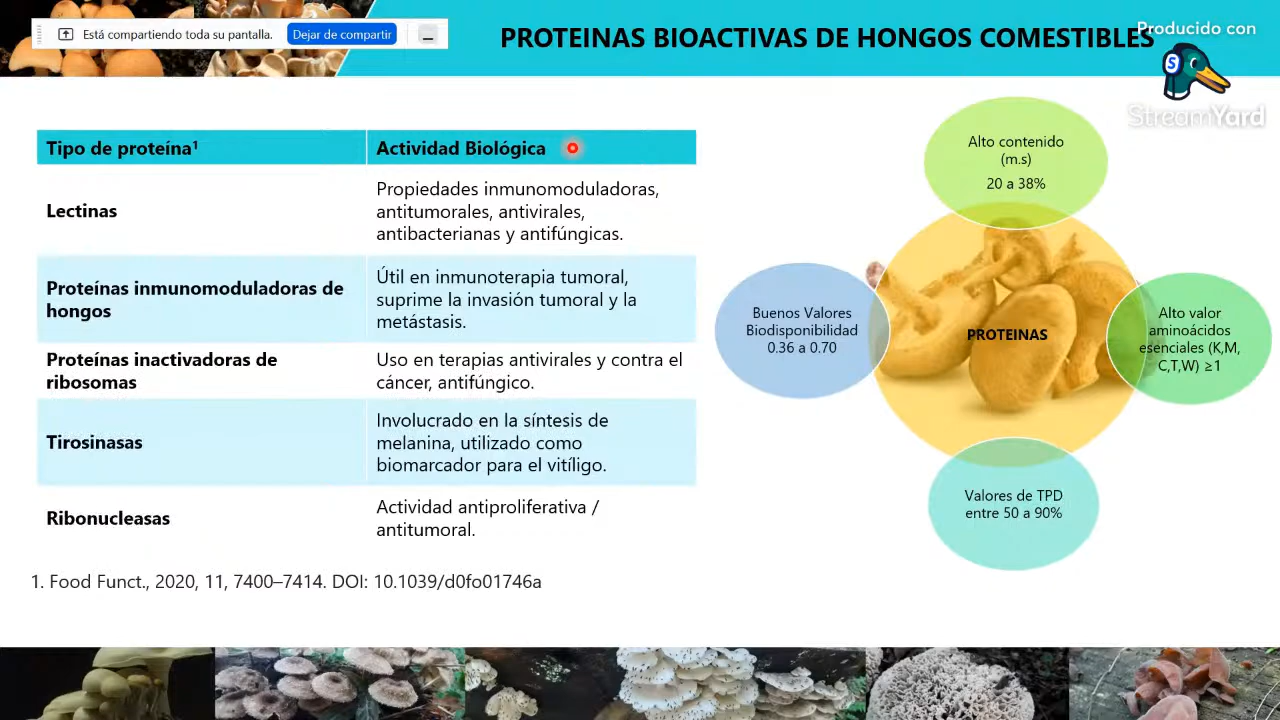 Está compartiendo toda su pantalla.
Dejar de compartir
PROTEINAS BIOACTIVAS DE HONGOS COMESTIBLES
Producido con
StreamYard
Tipo de proteína¹
Actividad Biológica
Lectinas
Propiedades inmunomoduladoras,
antitumorales, antivirales,
antibacterianas y antifúngicas.
Proteínas inmunomoduladoras de
hongos
Útil en inmunoterapia tumoral,
suprime la invasión tumoral y la
metástasis.
Proteínas inactivadoras de
ribosomas
Uso en terapias antivirales y contra el
cáncer, antifúngico.
Tirosinasas
Involucrado en la síntesis de
melanina, utilizado como
biomarcador para el vitíligo.
Ribonucleasas
Actividad antiproliferativa /
antitumoral.
1. Food Funct., 2020, 11, 7400–7414. DOI: 10.1039/d0fo01746a
Alto contenido
(m.s)
20 a 38%
Buenos Valores
Biodisponibilidad
0.36 a 0.70
PROTEINAS
Alto valor
aminoácidos
esenciales (K,M,
C,T,W) ≥1
Valores de TPD
entre 50 a 90%